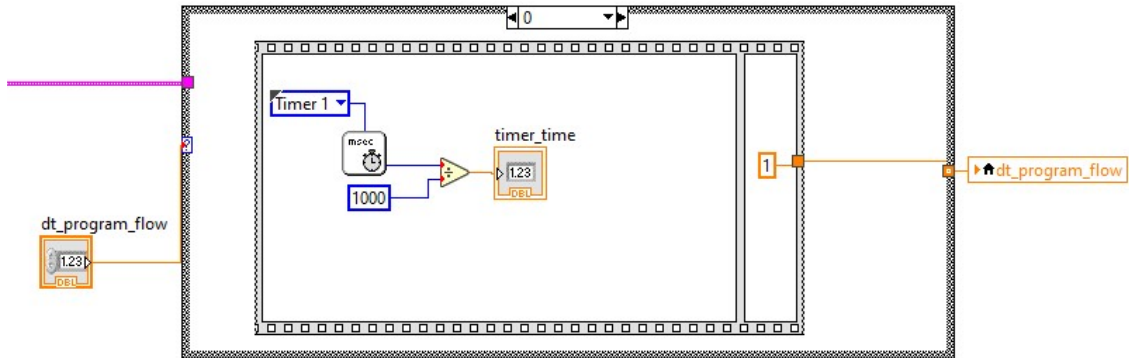 0
Timer 1
msec
timer_time
1.23
DBL
1000
1
dt_program_flow
dt_program_flow
1.23
DBL
?
÷